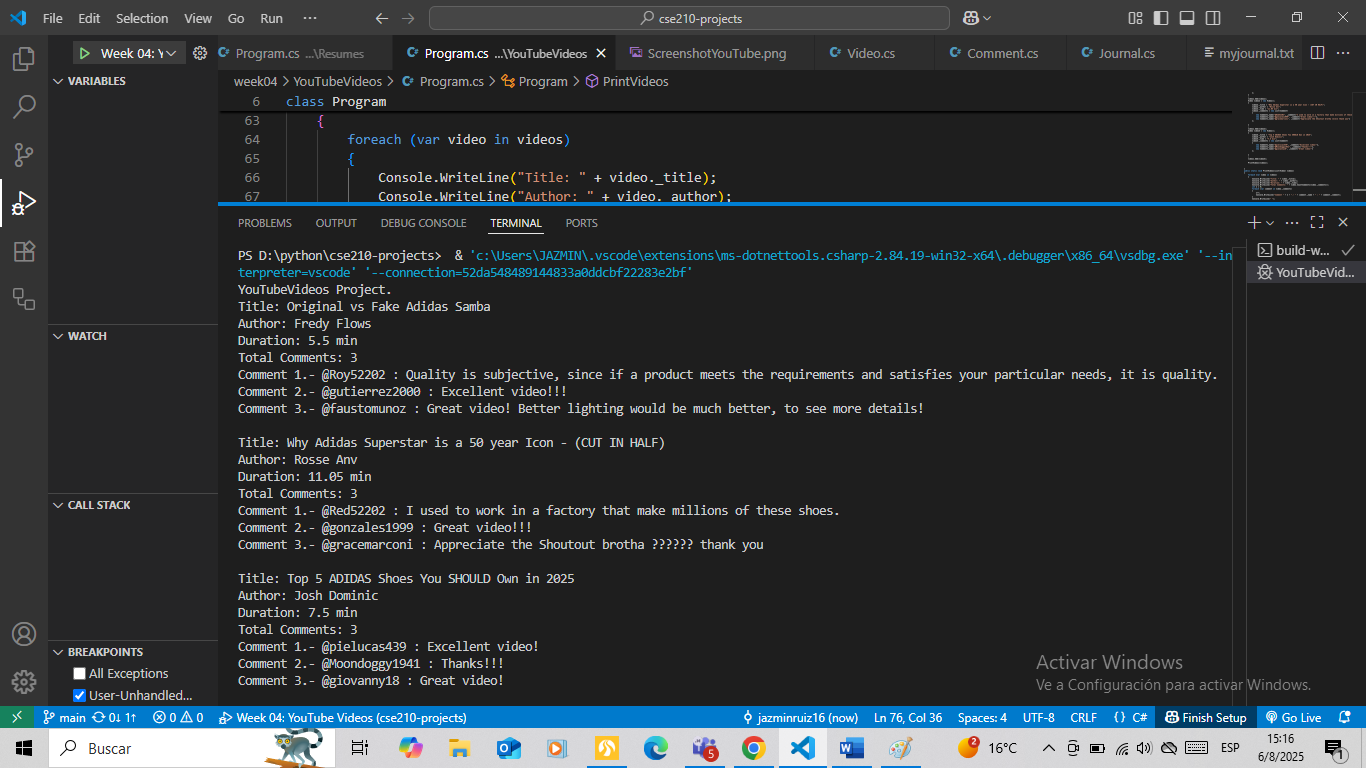 File Edit Selection View Go Run ··· cse210-projects
Week 04: Y Program.cs ...\Resumes Program.cs ...\YouTubeVideos ScreenshotYouTube.png Video.cs Comment.cs Journal.cs myjournal.txt ···
VARIABLES
week04 > YouTubeVideos > Program.cs > Program > PrintVideos
6 class Program
63 {
64 foreach (var video in videos)
65 {
66 Console.WriteLine("Title: " + video._title);
67 Console.WriteLine("Author: " + video._author);
PROBLEMS OUTPUT DEBUG CONSOLE TERMINAL PORTS
PS D:\python\cse210-projects> & 'c:\Users\JAZMIN\.vscode\extensions\ms-dotnettools.csharp-2.84.19-win32-x64\.debugger\x86_64\vsdbg.exe' '--in
terpreter=vscode' '--connection=52da548489144833a0ddcbf22283e2bf'
YouTubeVideos Project.
Title: Original vs Fake Adidas Samba
Author: Fredy Flows
Duration: 5.5 min
Total Comments: 3
Comment 1.- @Roy52202 : Quality is subjective, since if a product meets the requirements and satisfies your particular needs, it is quality.
Comment 2.- @gutierrez2000 : Excellent video!!!
Comment 3.- @faustomunoz : Great video! Better lighting would be much better, to see more details!
Title: Why Adidas Superstar is a 50 year Icon - (CUT IN HALF)
Author: Rosse Anv
Duration: 11.05 min
Total Comments: 3
Comment 1.- @Red52202 : I used to work in a factory that make millions of these shoes.
Comment 2.- @gonzales1999 : Great video!!!
Comment 3.- @gracemarconi : Appreciate the Shoutout brotha ?????? thank you
Title: Top 5 ADIDAS Shoes You SHOULD Own in 2025
Author: Josh Dominic
Duration: 7.5 min
Total Comments: 3
Comment 1.- @pielucas439 : Excellent video!
Comment 2.- @Moondoggy1941 : Thanks!!!
Comment 3.- @giovanny18 : Great video!
build-w...
YouTubeVid...
WATCH
CALL STACK
BREAKPOINTS
All Exceptions
User-Unhandled...
Activar Windows
Ve a Configuración para activar Windows.
main 0↓ 1↑ 0 0 Week 04: YouTube Videos (cse210-projects) jazminruiz16 (now) Ln 76, Col 36 Spaces: 4 UTF-8 CRLF {} C# Finish Setup Go Live
Buscar 5 2 16°C ESP 15:16
6/8/2025 1